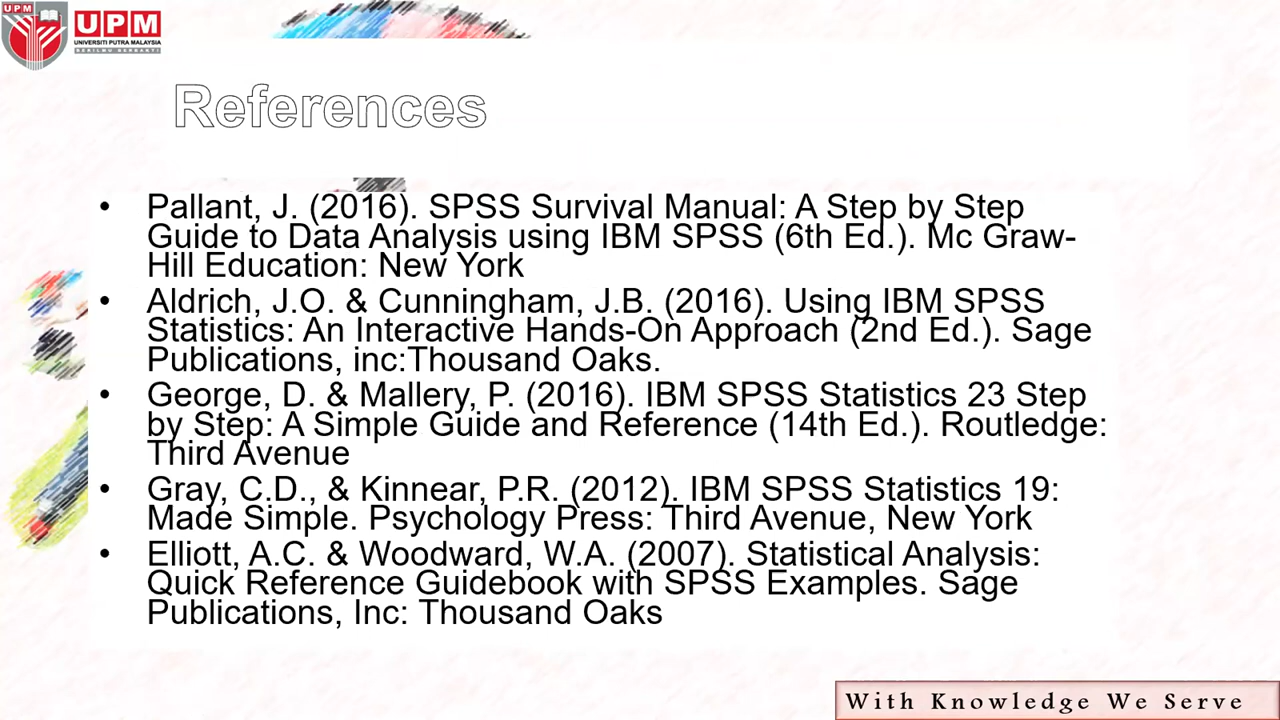 UPM
UPM
UNIVERSITI PUTRA MALAYSIA
BERILMU BERBAKTI
References
• Pallant, J. (2016). SPSS Survival Manual: A Step by Step
Guide to Data Analysis using IBM SPSS (6th Ed.). Mc Graw-
Hill Education: New York
• Aldrich, J.O. & Cunningham, J.B. (2016). Using IBM SPSS
Statistics: An Interactive Hands-On Approach (2nd Ed.). Sage
Publications, inc:Thousand Oaks.
• George, D. & Mallery, P. (2016). IBM SPSS Statistics 23 Step
by Step: A Simple Guide and Reference (14th Ed.). Routledge:
Third Avenue
• Gray, C.D., & Kinnear, P.R. (2012). IBM SPSS Statistics 19:
Made Simple. Psychology Press: Third Avenue, New York
• Elliott, A.C. & Woodward, W.A. (2007). Statistical Analysis:
Quick Reference Guidebook with SPSS Examples. Sage
Publications, Inc: Thousand Oaks
With Knowledge We Serve